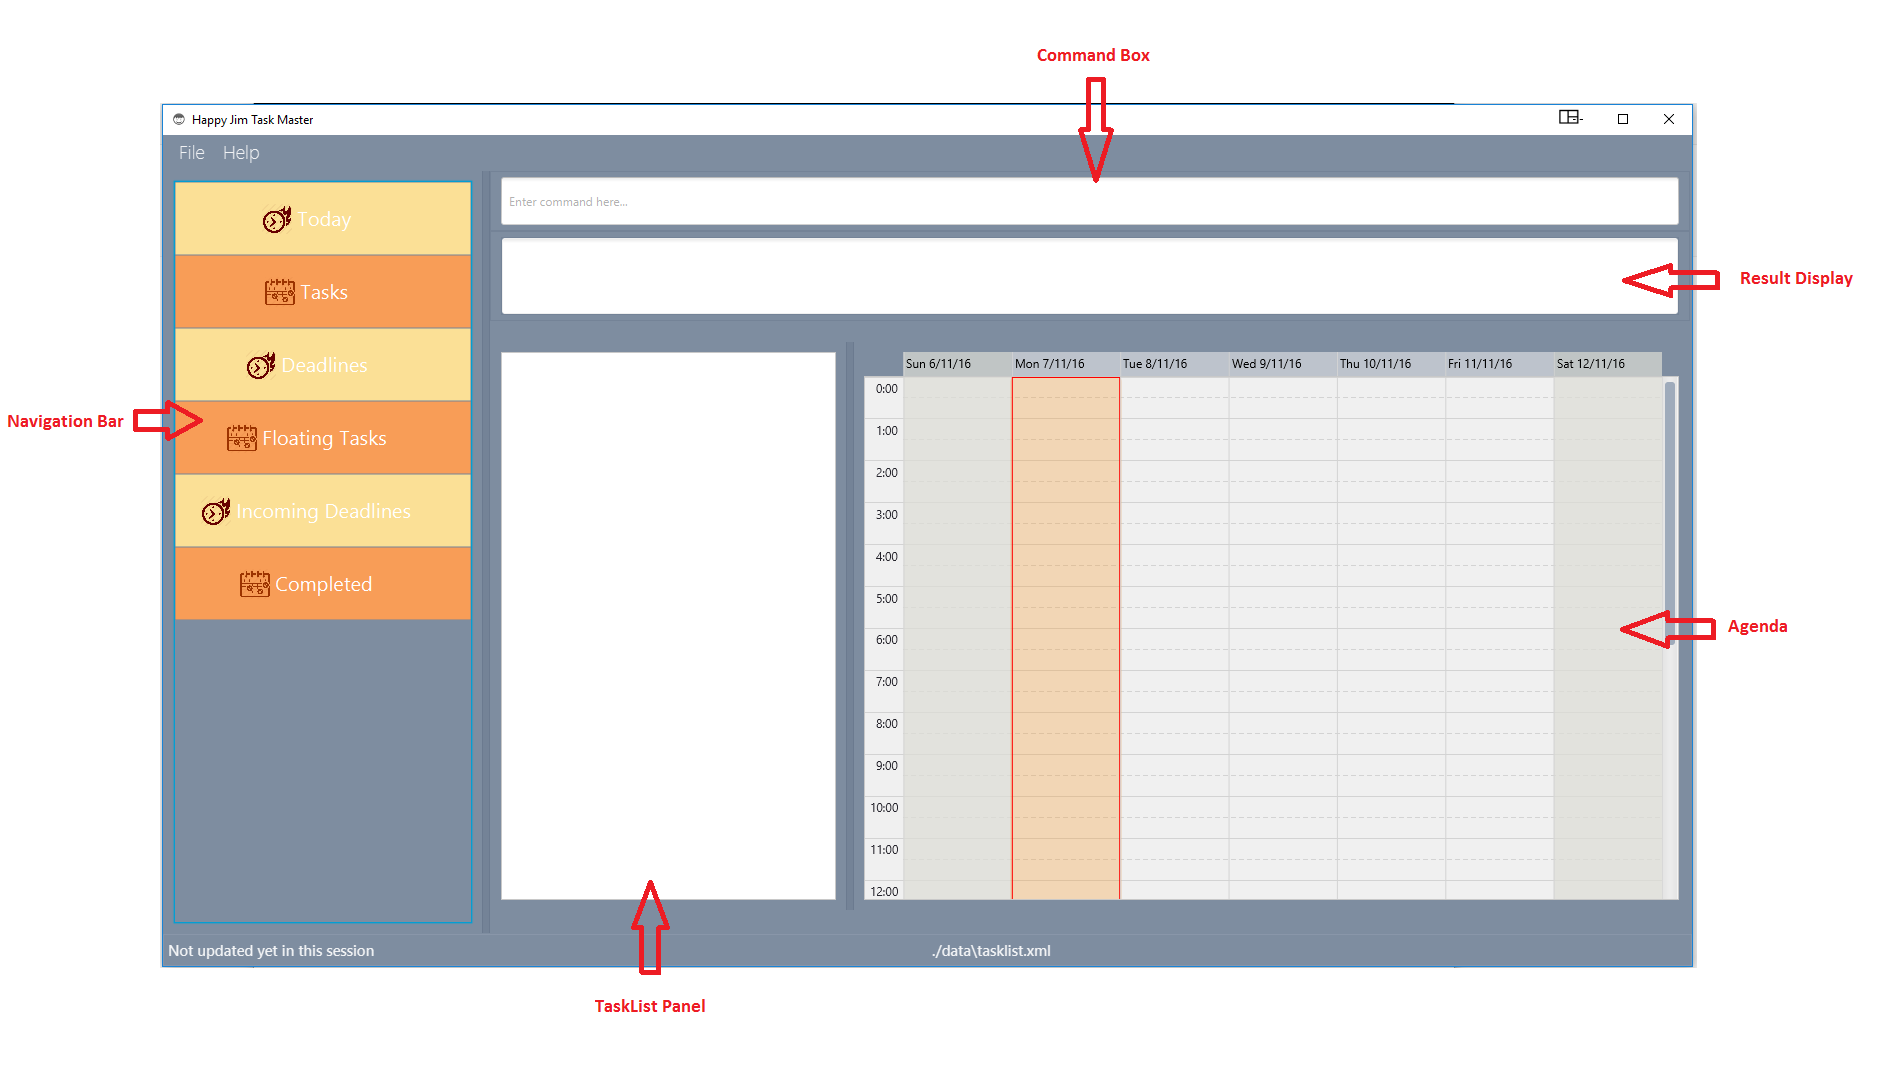 Command Box
Happy Jim Task Master
File Help
Enter command here...
Today
Tasks
Deadlines
Floating Tasks
Incoming Deadlines
Completed
Navigation Bar
Result Display
Sun 6/11/16 Mon 7/11/16 Tue 8/11/16 Wed 9/11/16 Thu 10/11/16 Fri 11/11/16 Sat 12/11/16
0:00
1:00
2:00
3:00
4:00
5:00
6:00
7:00
8:00
9:00
10:00
11:00
12:00
Agenda
Not updated yet in this session ./data\tasklist.xml
TaskList Panel